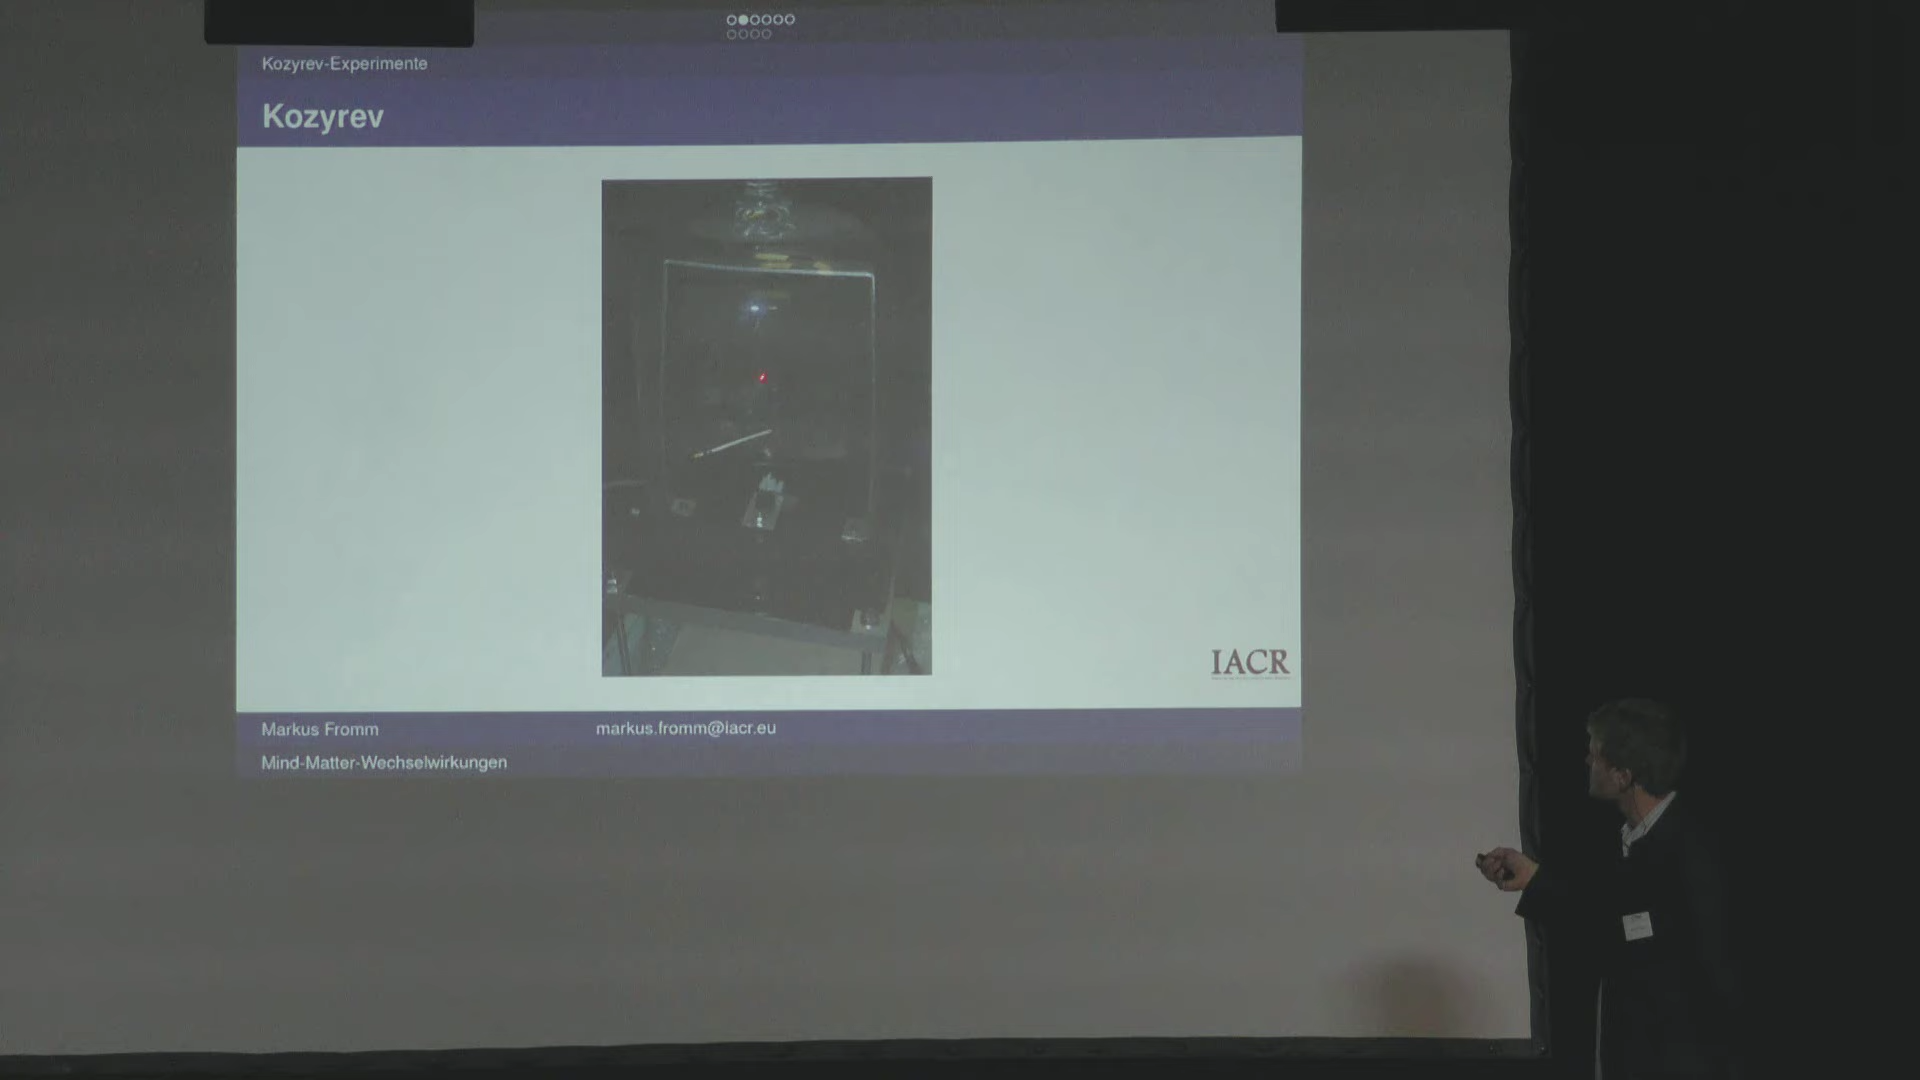 Kozyrev-Experimente
Kozyrev
IACR
Markus Fromm
markus.fromm@iacr.eu
Mind-Matter-Wechselwirkungen